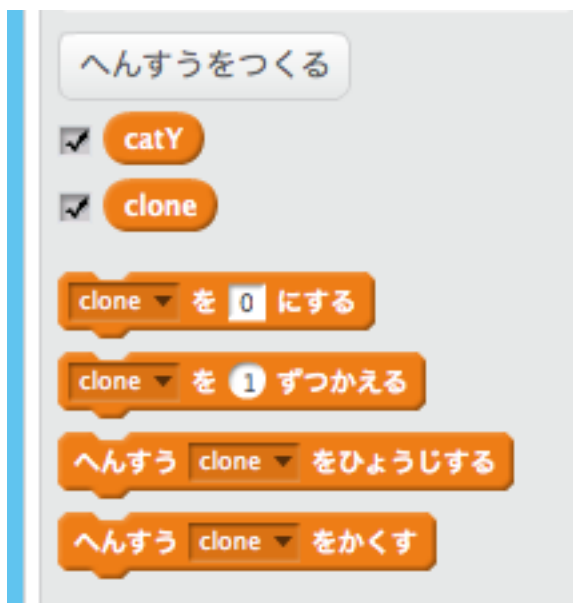 へんすうをつくる
catY
clone
clone を 0 にする
clone を 1 ずつかえる
へんすう clone をひょうじする
へんすう clone をかくす